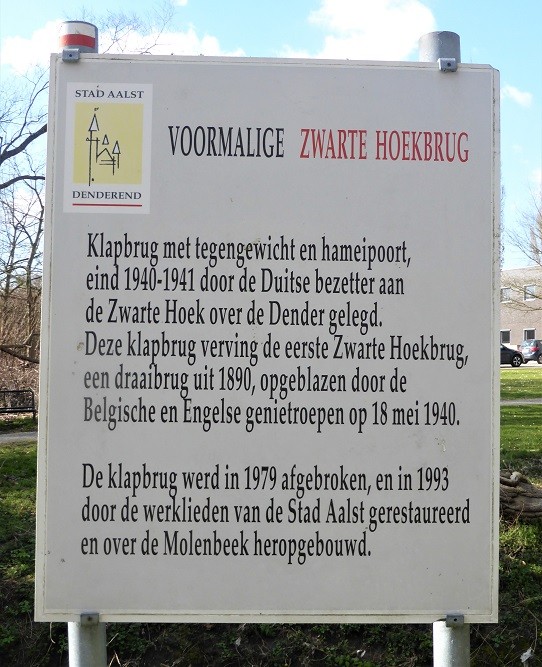 STAD AALST
DENDEREND
VOORMALIGE ZWARTE HOEKBRUG
Klapbrug met tegengewicht en hameipoort,
eind 1940-1941 door de Duitse bezetter aan
de Zwarte Hoek over de Dender gelegd.
Deze klapbrug verving de eerste Zwarte Hoekbrug,
een draaibrug uit 1890, opgeblazen door de
Belgische en Engelse genietroepen op 18 mei 1940.
De klapbrug werd in 1979 afgebroken, en in 1993
door de werklieden van de Stad Aalst gerestaureerd
en over de Molenbeek heropgebouwd.